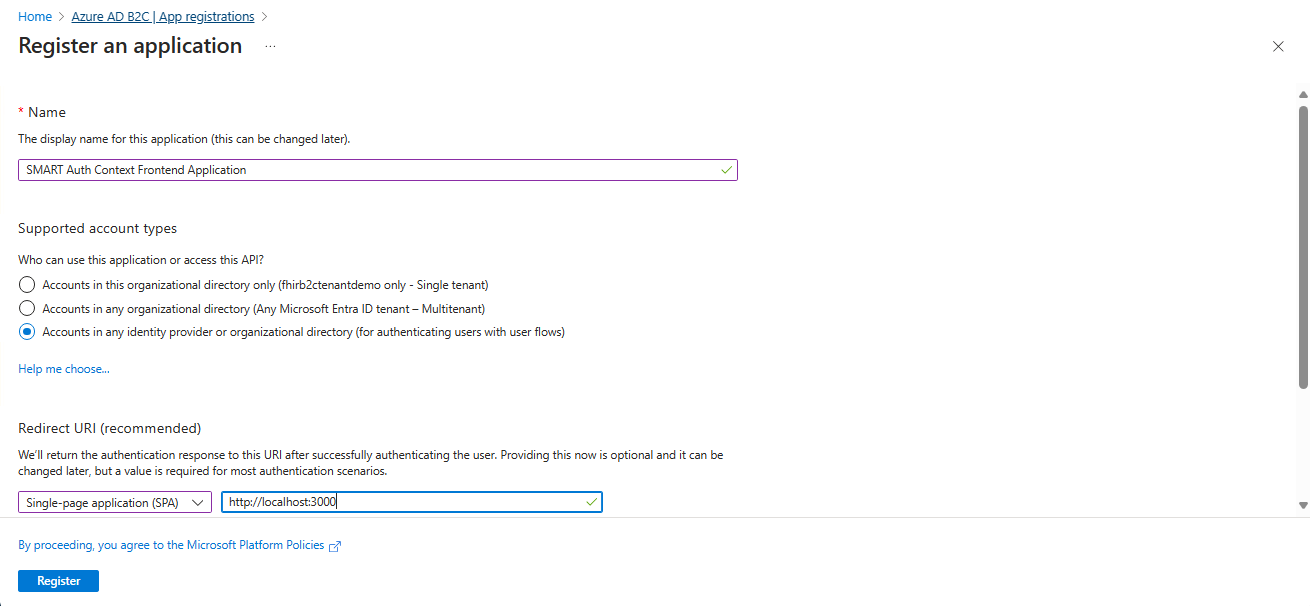 Home > Azure AD B2C | App registrations >
Register an application ...
* Name
The display name for this application (this can be changed later).
SMART Auth Context Frontend Application
Supported account types
Who can use this application or access this API?
Accounts in this organizational directory only (fhirb2ctenantdemo only - Single tenant)
Accounts in any organizational directory (Any Microsoft Entra ID tenant – Multitenant)
Accounts in any identity provider or organizational directory (for authenticating users with user flows)
Help me choose...
Redirect URI (recommended)
We'll return the authentication response to this URI after successfully authenticating the user. Providing this now is optional and it can be
changed later, but a value is required for most authentication scenarios.
Single-page application (SPA) http://localhost:3000
By proceeding, you agree to the Microsoft Platform Policies
Register